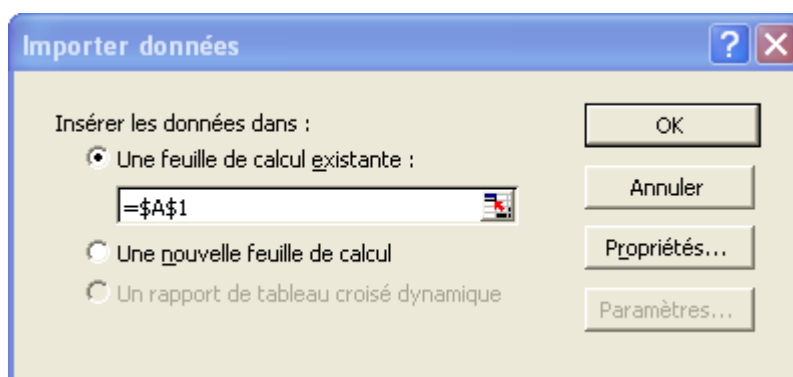 Importer données
Insérer les données dans :
Une feuille de calcul existante :
=$A$1
Une nouvelle feuille de calcul
Un rapport de tableau croisé dynamique
OK
Annuler
Propriétés...
Paramètres...